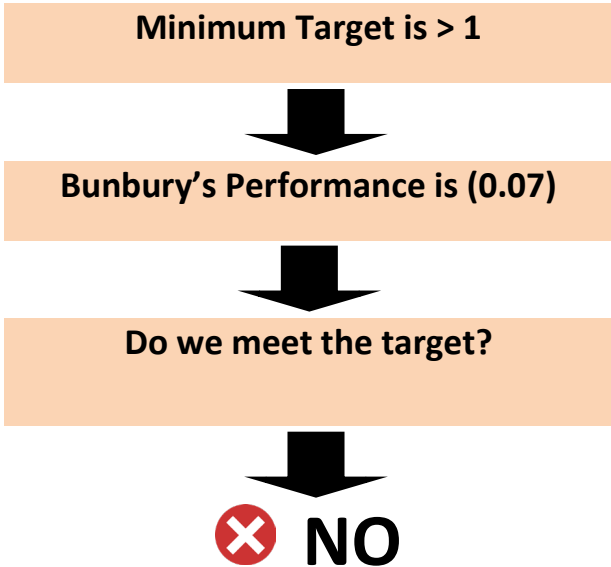 Minimum Target is > 1
Bunbury’s Performance is (0.07)
Do we meet the target?
NO